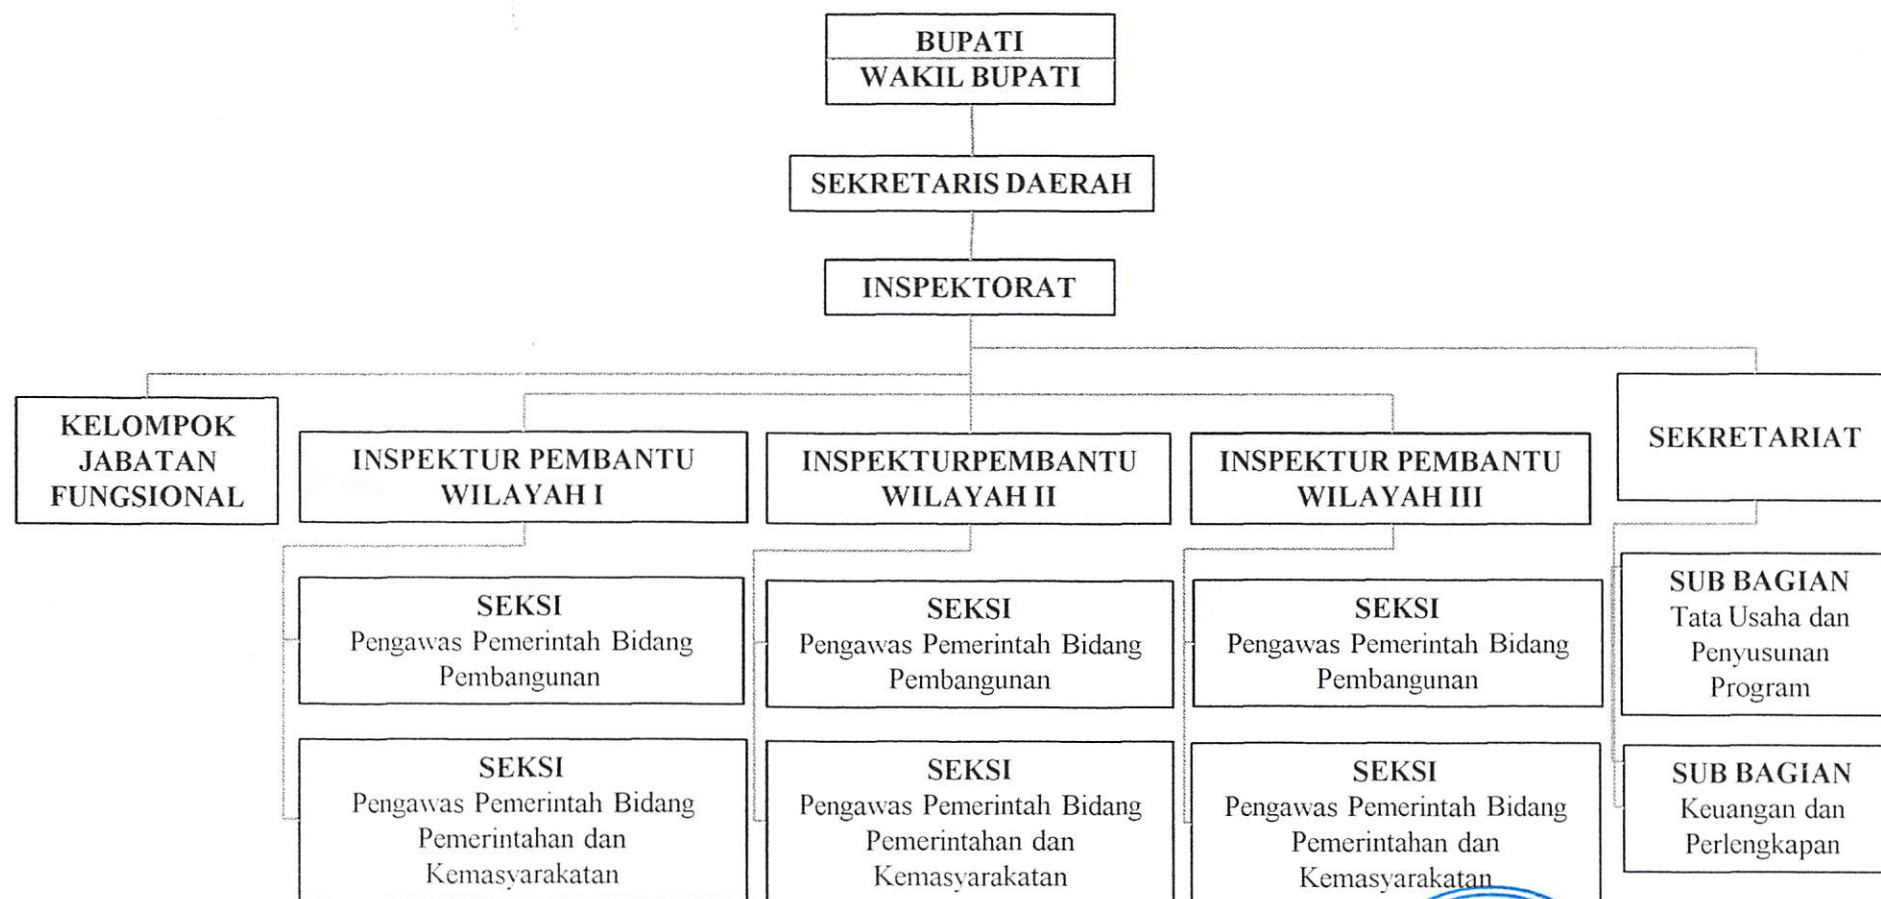 BUPATI
WAKIL BUPATI
SEKRETARIS DAERAH
INSPEKTORAT
KELOMPOK
JABATAN
FUNGSIONAL
INSPEKTUR PEMBANTU
WILAYAH I
INSPEKTURPEMBANTU
WILAYAH II
INSPEKTUR PEMBANTU
WILAYAH III
SEKRETARIAT
SEKSI
Pengawas Pemerintah Bidang
Pembangunan
SEKSI
Pengawas Pemerintah Bidang
Pembangunan
SEKSI
Pengawas Pemerintah Bidang
Pembangunan
SUB BAGIAN
Tata Usaha dan
Penyusunan
Program
SEKSI
Pengawas Pemerintah Bidang
Pemerintahan dan
Kemasyarakatan
SEKSI
Pengawas Pemerintah Bidang
Pemerintahan dan
Kemasyarakatan
SEKSI
Pengawas Pemerintah Bidang
Pemerintahan dan
Kemasyarakatan
SUB BAGIAN
Keuangan dan
Perlengkapan